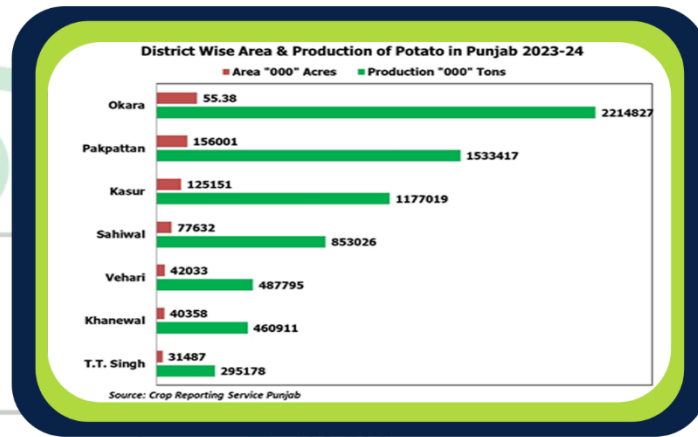 District Wise Area & Production of Potato in Punjab 2023-24
Area "000" Acres Production "000" Tons
Okara 55.38
2214827
Pakpattan 156001
1533417
Kasur 125151
1177019
Sahiwal 77632
853026
Vehari 42033
487795
Khanewal 40358
460911
T.T. Singh 31487
295178
Source: Crop Reporting Service Punjab